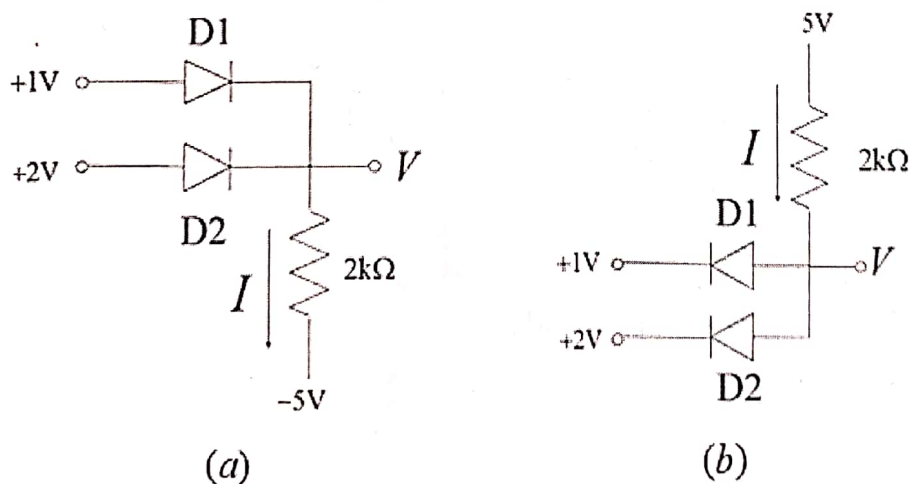 D1
+1V
+2V
V
D2
I
2kΩ
−5V
(a)
5V
I
2kΩ
D1
+1V
V
+2V
D2
(b)